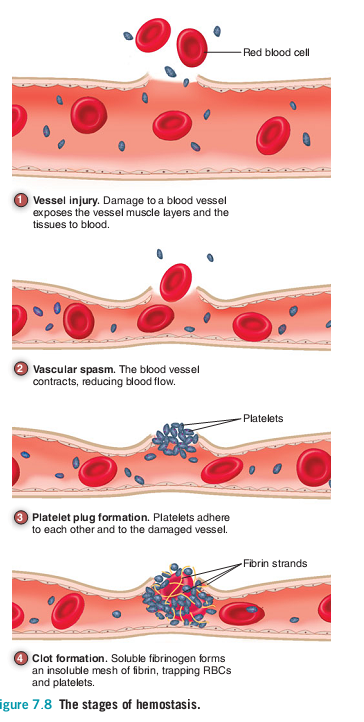 Red blood cell
1 Vessel injury. Damage to a blood vessel
exposes the vessel muscle layers and the
tissues to blood.
2 Vascular spasm. The blood vessel
contracts, reducing blood flow.
Platelets
3 Platelet plug formation. Platelets adhere
to each other and to the damaged vessel.
Fibrin strands
4 Clot formation. Soluble fibrinogen forms
an insoluble mesh of fibrin, trapping RBCs
and platelets.
igure 7.8 The stages of hemostasis.